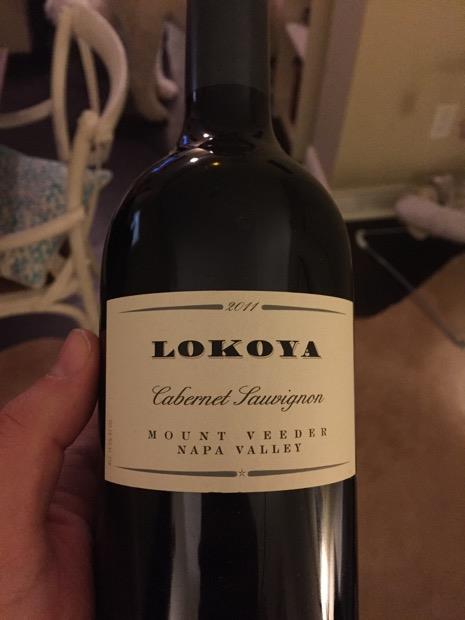 2011
LOKOYA
Cabernet Sauvignon
MOUNT VEEDER
NAPA VALLEY